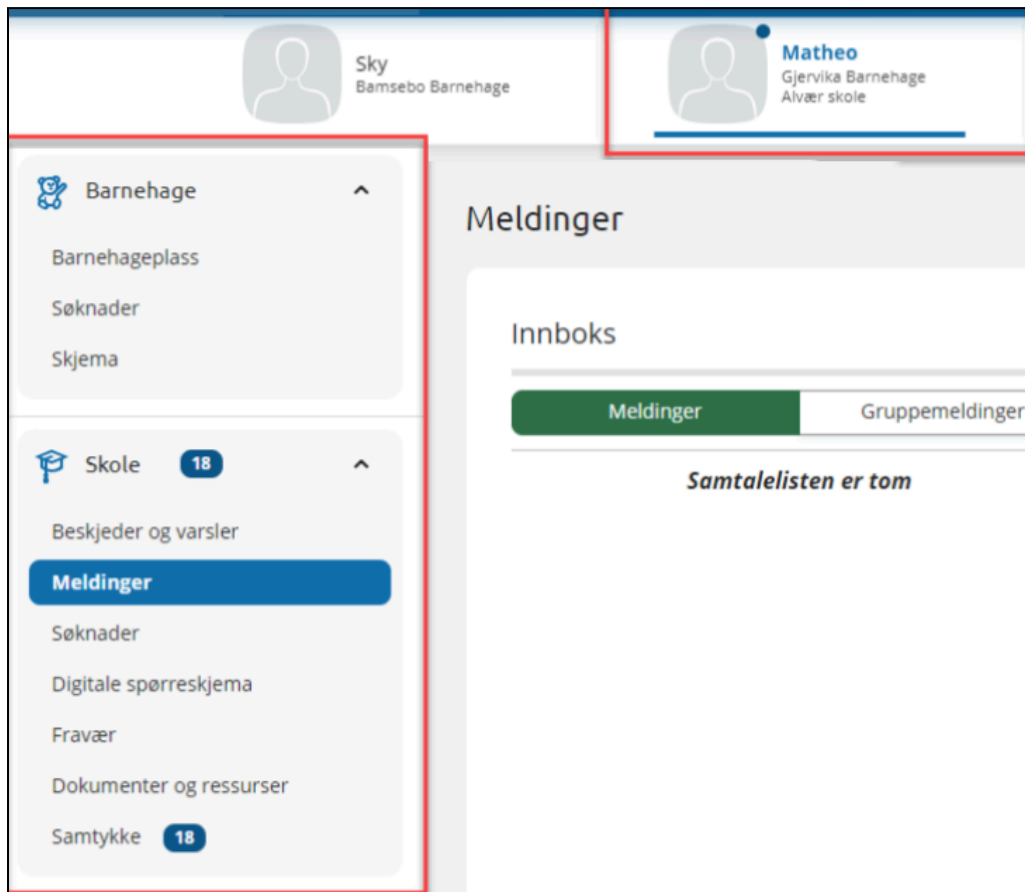 Sky
Bamsebo Barnehage
Matheo
Gjervika Barnehage
Alvær skole
Barnehage
Barnehageplass
Søknader
Skjema
Skole 18
Beskjeder og varsler
Meldinger
Søknader
Digitale spørreskjema
Fravær
Dokumenter og ressurser
Samtykke 18
Meldinger
Innboks
Meldinger Gruppemeldinger
Samtalelisten er tom